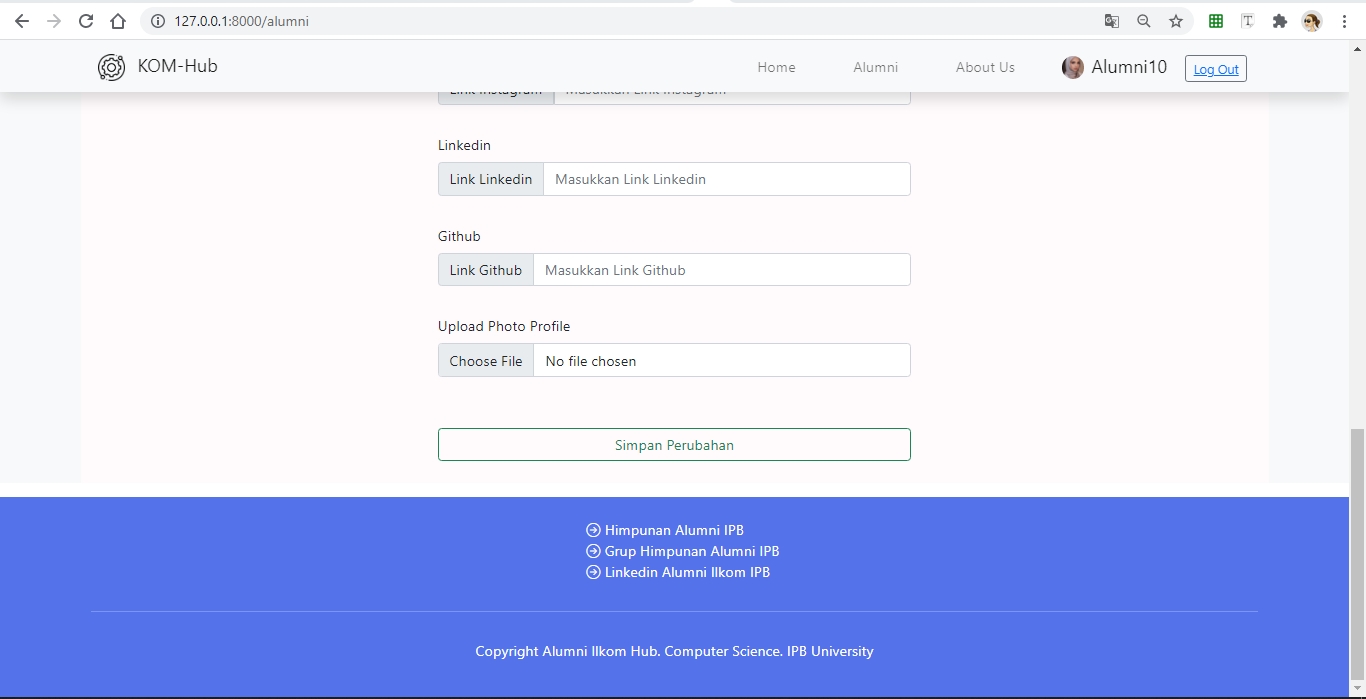 127.0.0.1:8000/alumni
KOM-Hub
Home
Alumni
About Us
Alumni10
Log Out
Link Instagram
Masukkan Link Instagram
Linkedin
Link Linkedin
Masukkan Link Linkedin
Github
Link Github
Masukkan Link Github
Upload Photo Profile
Choose File
No file chosen
Simpan Perubahan
Himpunan Alumni IPB
Grup Himpunan Alumni IPB
Linkedin Alumni Ilkom IPB
Copyright Alumni Ilkom Hub. Computer Science. IPB University